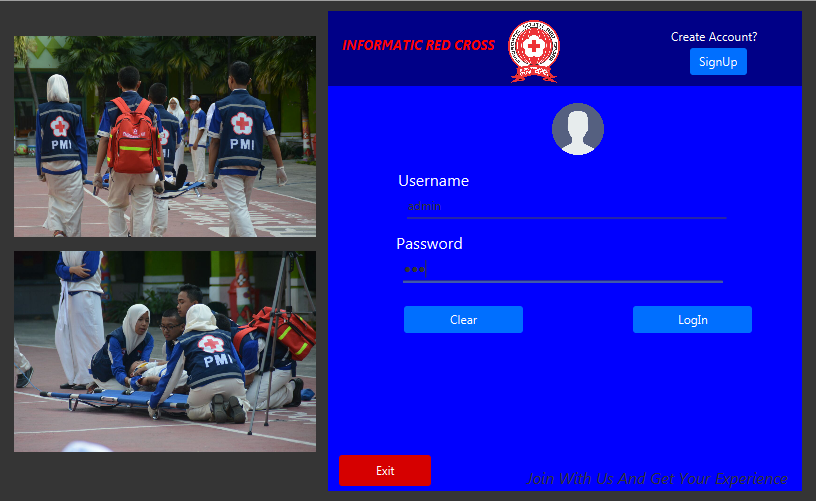 PMI
PMI
PMI
INFORMATIC RED CROSS
Create Account?
SignUp
Username
admin
Password
•••
Clear
LogIn
Exit
Join With Us And Get Your Experience